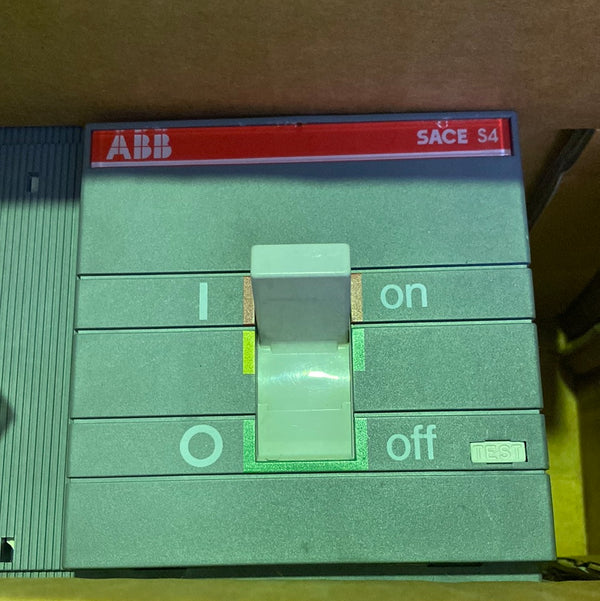 ABB SACE S4
I on
O off
TEST